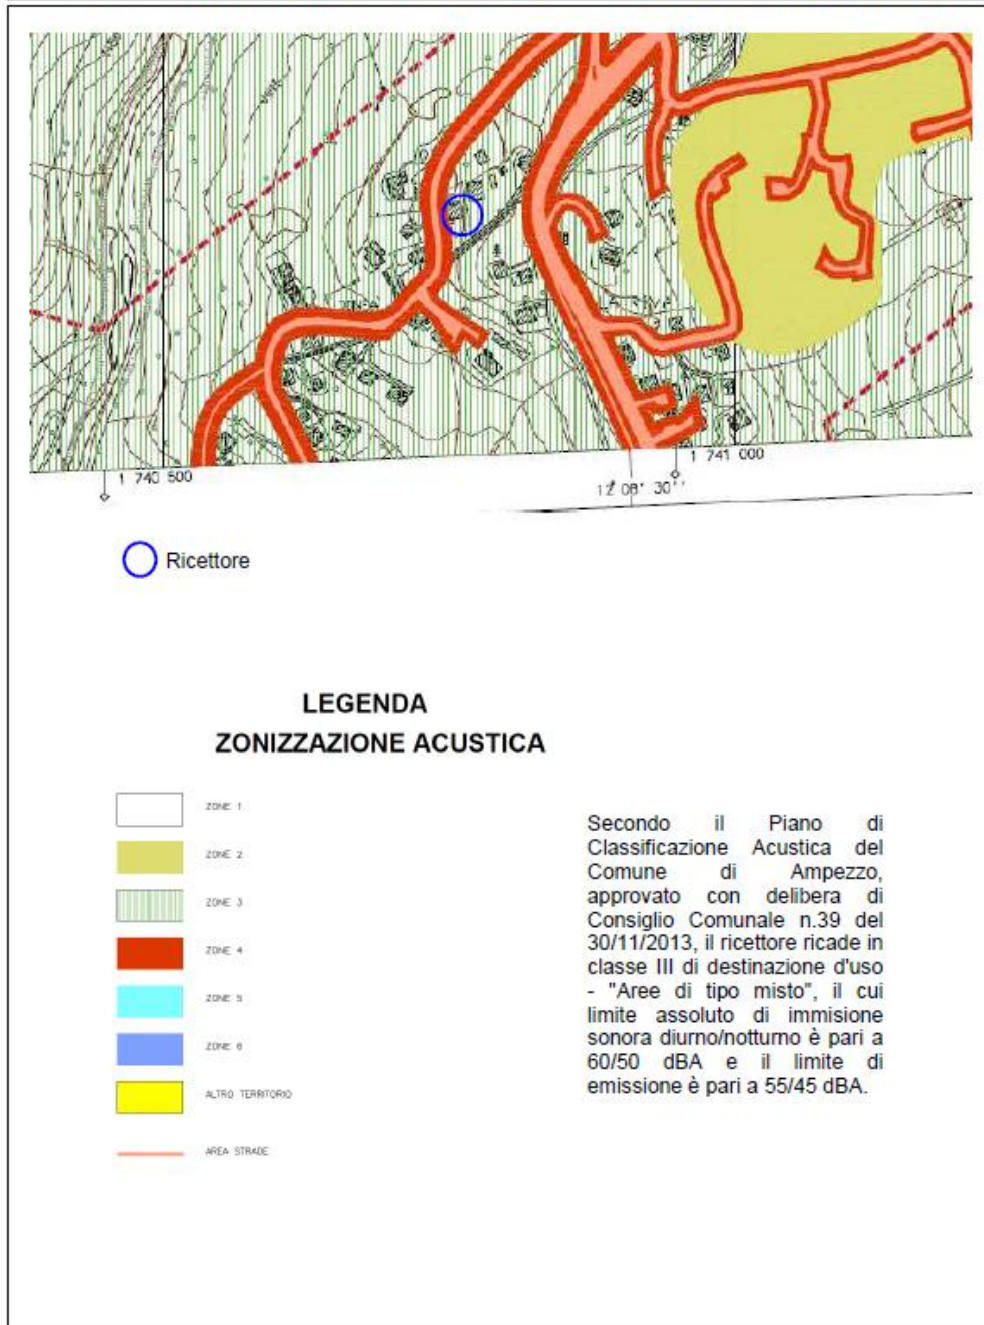 1 740 500
1 741 000
12 08' 30''
Ricettore
LEGENDA
ZONIZZAZIONE ACUSTICA
ZONE 1
ZONE 2
ZONE 3
ZONE 4
ZONE 5
ZONE 6
ALTRO TERRITORIO
AREA STRADE
Secondo il Piano di
Classificazione Acustica del
Comune di Ampezzo,
approvato con delibera di
Consiglio Comunale n.39 del
30/11/2013, il ricettore ricade in
classe III di destinazione d'uso
- "Aree di tipo misto", il cui
limite assoluto di immisione
sonora diurno/notturno è pari a
60/50 dBA e il limite di
emissione è pari a 55/45 dBA.